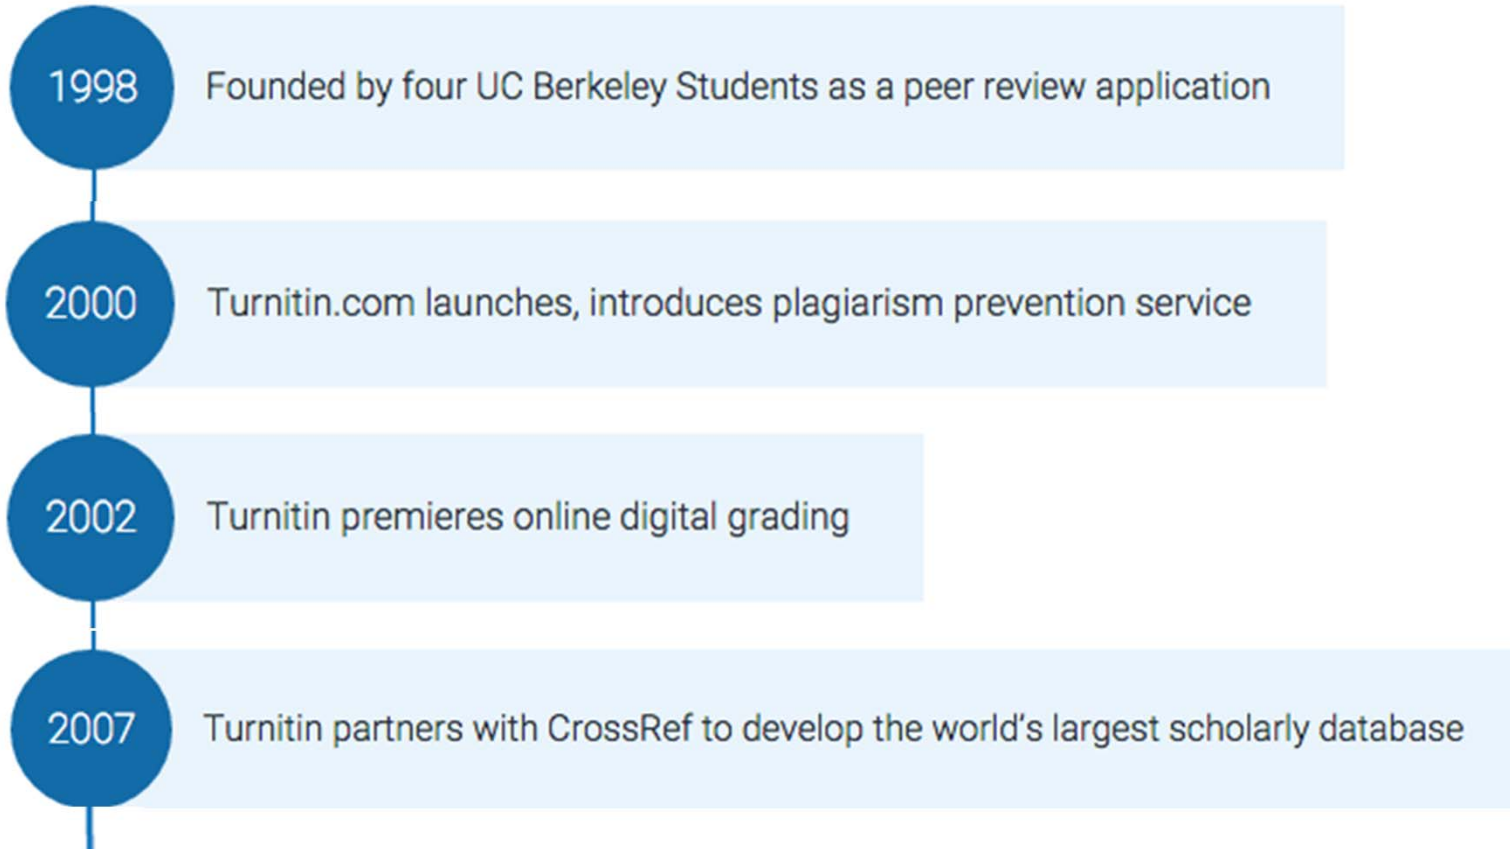 1998
Founded by four UC Berkeley Students as a peer review application
2000
Turnitin.com launches, introduces plagiarism prevention service
2002
Turnitin premieres online digital grading
2007
Turnitin partners with CrossRef to develop the world's largest scholarly database